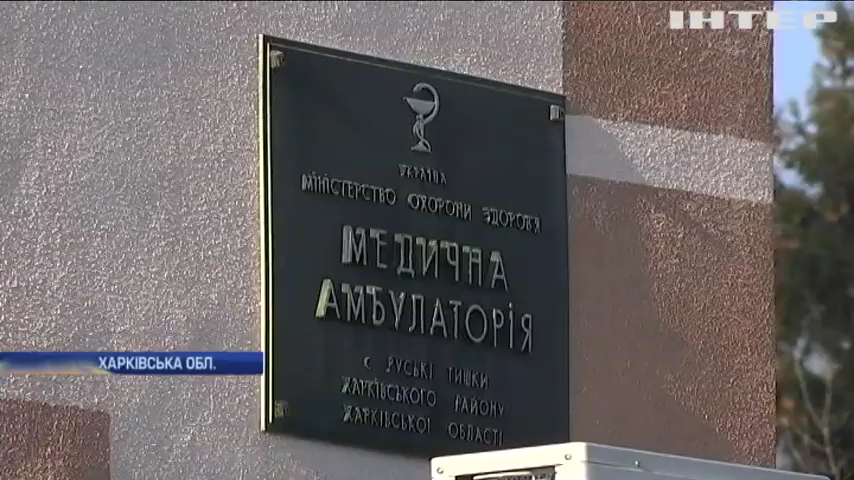 ІНТЕР
УКРАЇНА
МІНІСТЕРСТВО ОХОРОНИ ЗДОРОВ'Я
МЕДИЧНА
АМБУЛАТОРІЯ
с. РУСЬКІ ТИШКИ
ХАРКІВСЬКОГО РАЙОНУ
ХАРКІВСЬКОЇ ОБЛАСТІ
ХАРКІВСЬКА ОБЛ.